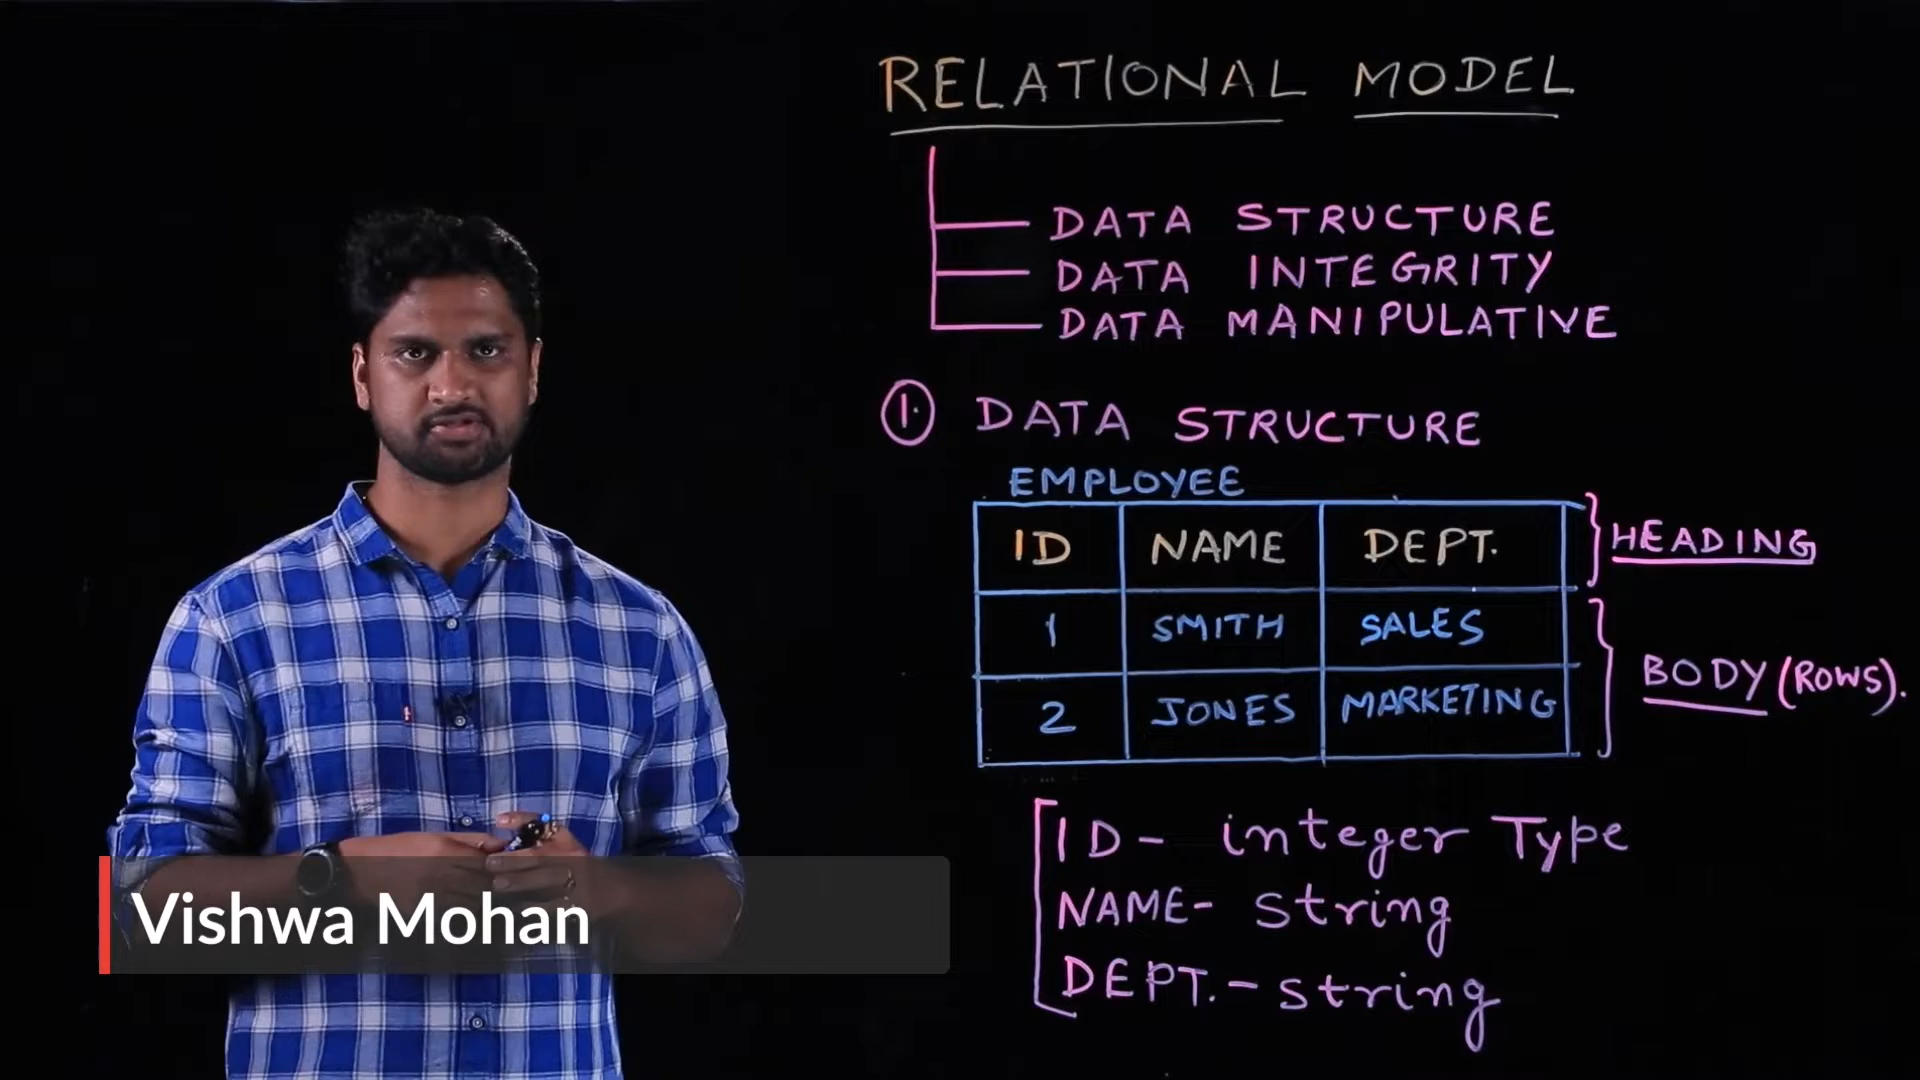 RELATIONAL MODEL
DATA STRUCTURE
DATA INTEGRITY
DATA MANIPULATIVE
1. DATA STRUCTURE
EMPLOYEE
ID NAME DEPT. HEADING
1 SMITH SALES
2 JONES MARKETING
BODY (ROWS).
ID - integer Type
NAME - string
DEPT. - string
Vishwa Mohan